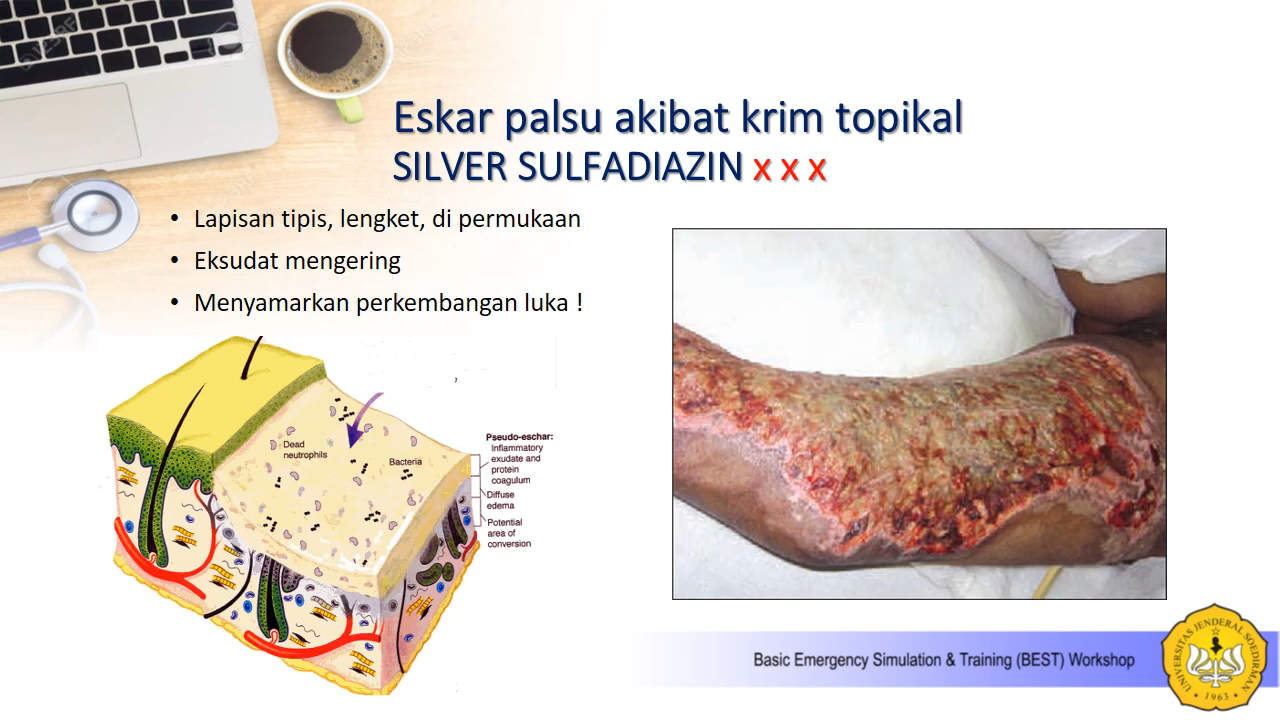 Eskar palsu akibat krim topikal
SILVER SULFADIAZIN x x x
• Lapisan tipis, lengket, di permukaan
• Eksudat mengering
• Menyamarkan perkembangan luka !
Dead
neutrophils
Bacteria
Pseudo-eschar:
Inflammatory
exudate and
protein
coagulum
Diffuse
edema
Potential
area of
conversion
Basic Emergency Simulation & Training (BEST) Workshop
UNIVERSITAS JENDERAL SOEDIRMAN
1963